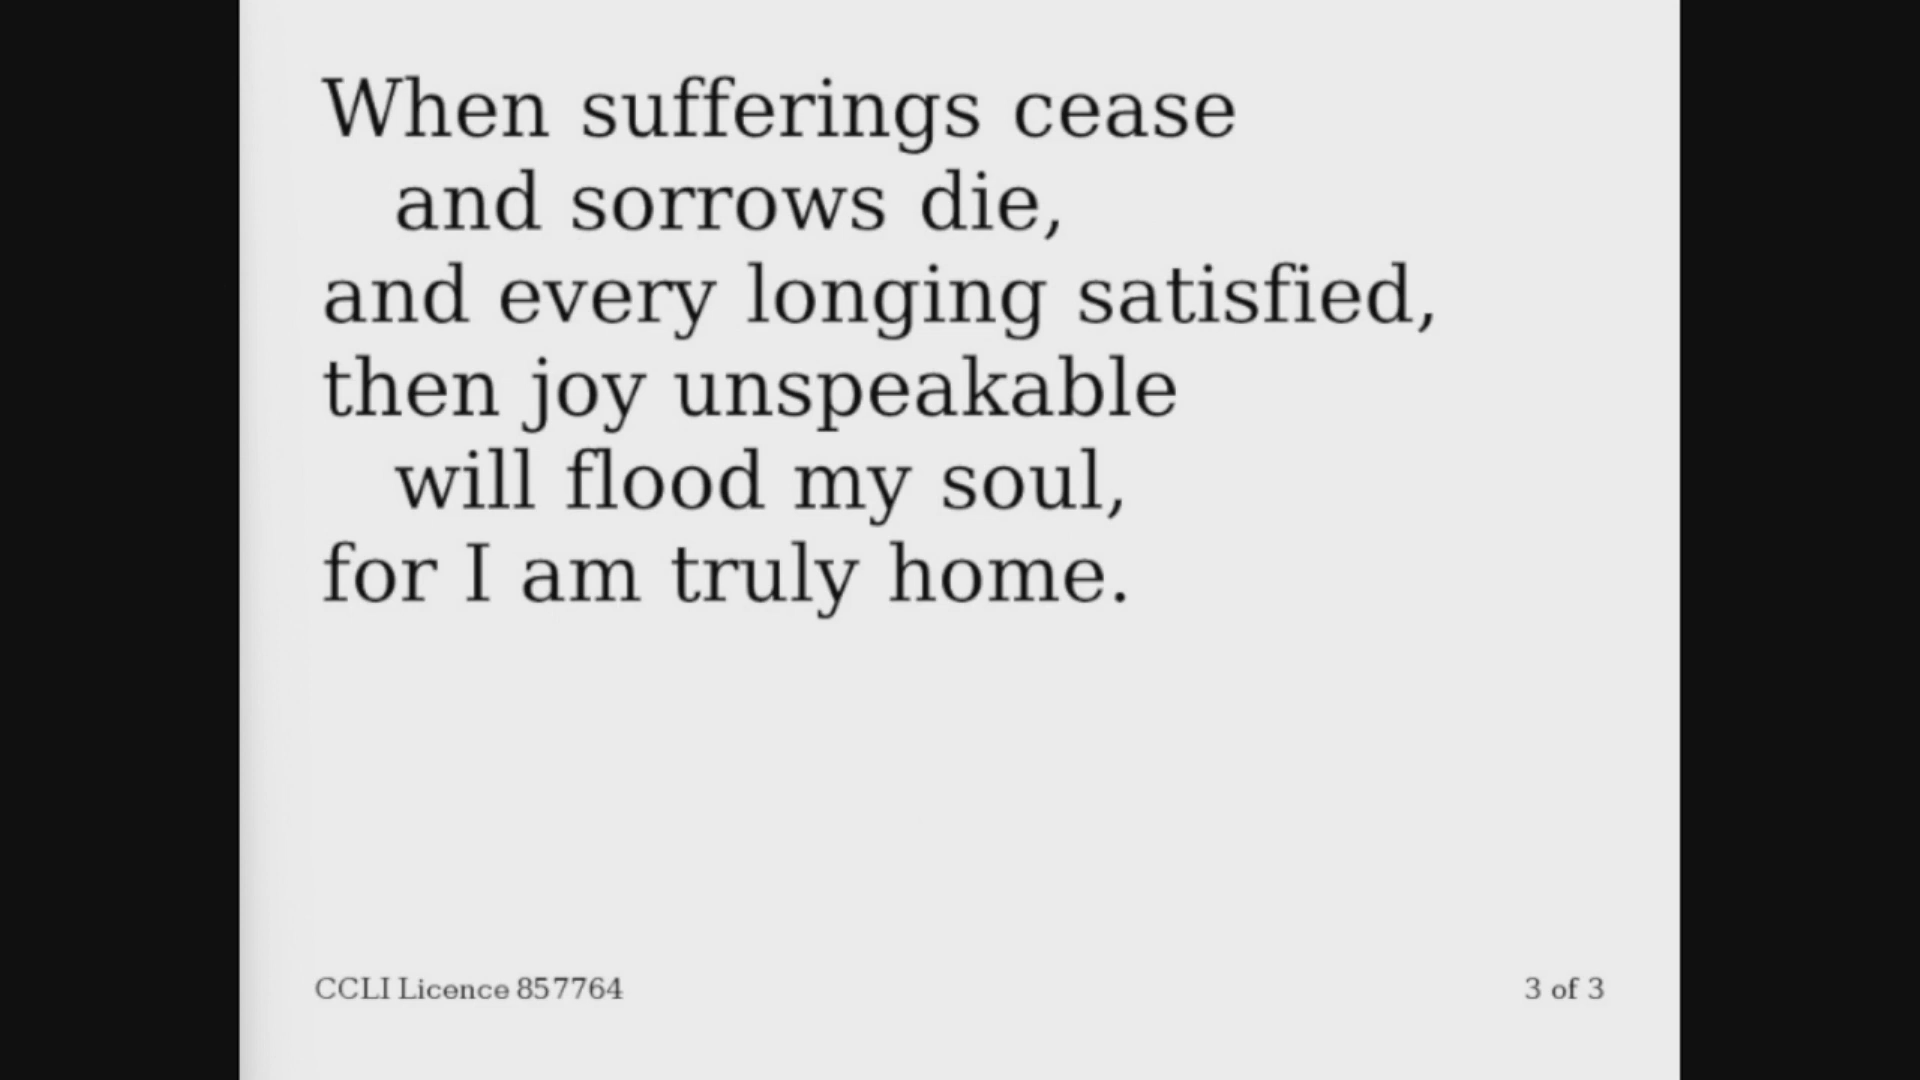 When sufferings cease
and sorrows die,
and every longing satisfied,
then joy unspeakable
will flood my soul,
for I am truly home.
CCLI Licence 857764
3 of 3